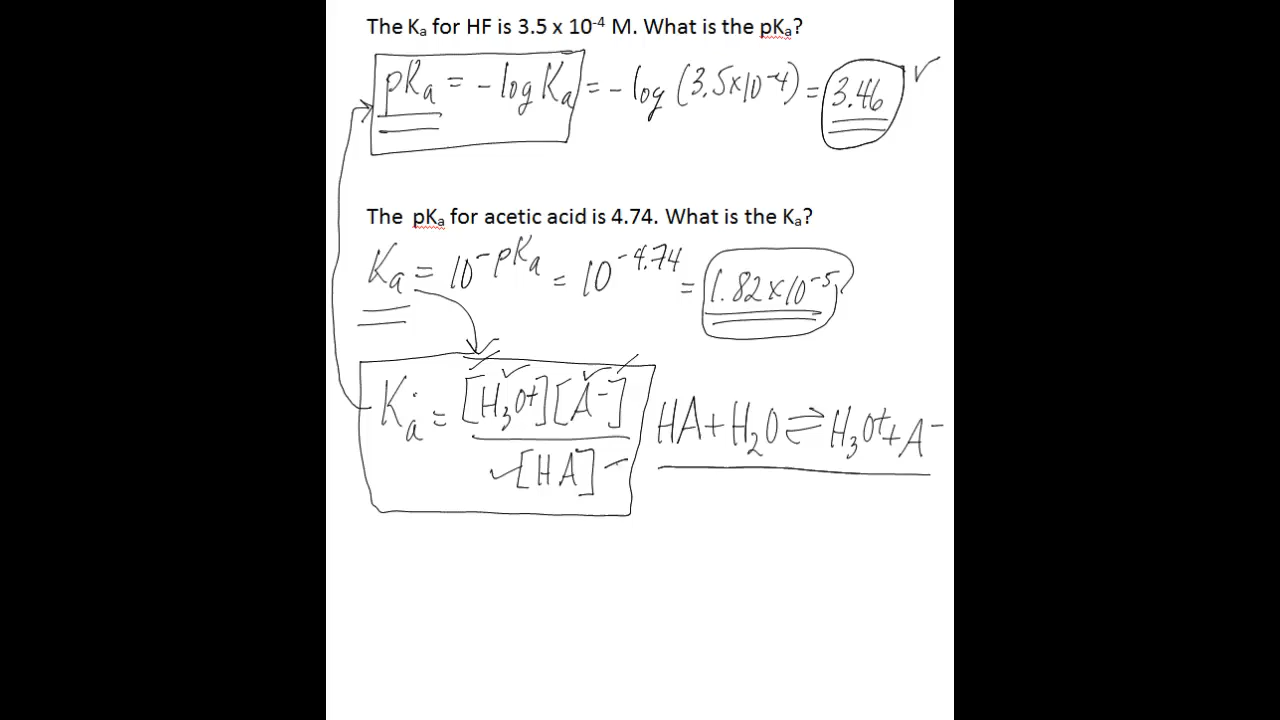 The Kₐ for HF is 3.5 x 10⁻⁴ M. What is the pKₐ?
pKₐ = -log Kₐ = -log (3.5x10⁻⁴) = 3.46 ✓
The pKₐ for acetic acid is 4.74. What is the Kₐ?
Kₐ = 10^-pKₐ = 10^-4.74 = 1.82x10⁻⁵
Kₐ = [H₃O⁺][A⁻]
[HA]
HA + H₂O ⇌ H₃O⁺ + A⁻